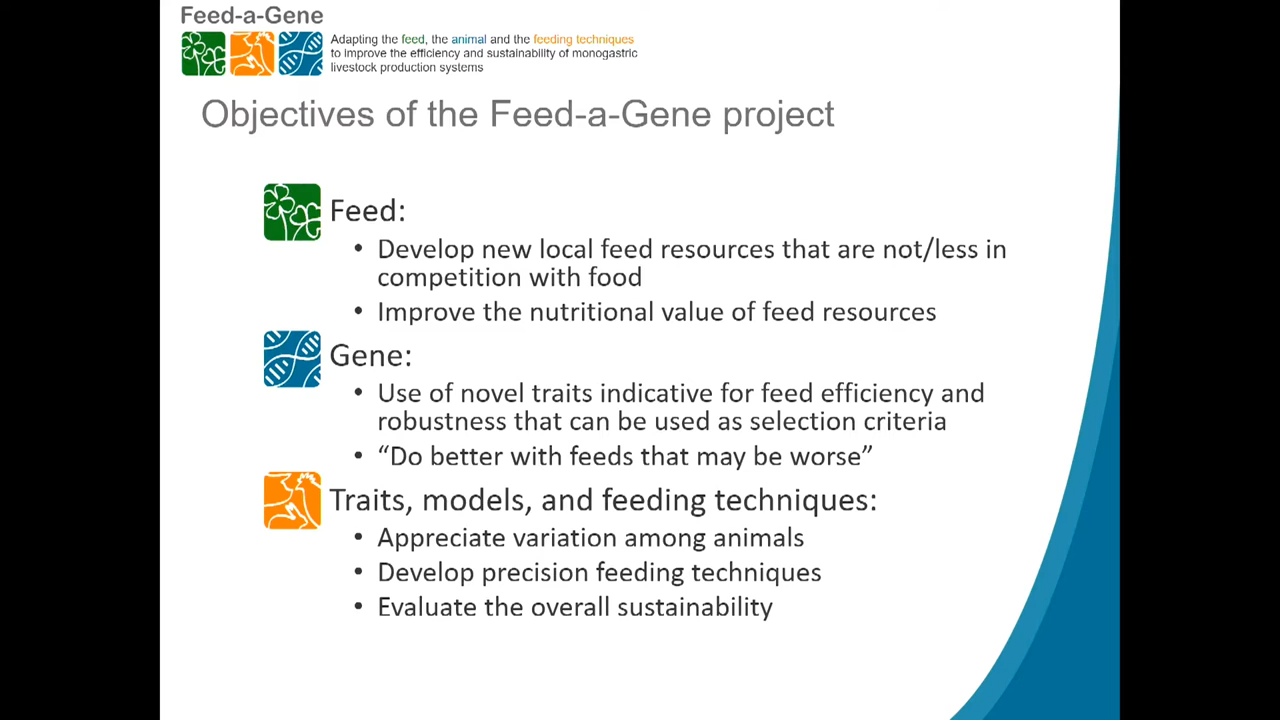 Feed-a-Gene
Adapting the feed, the animal and the feeding techniques
to improve the efficiency and sustainability of monogastric
livestock production systems
Objectives of the Feed-a-Gene project
Feed:
• Develop new local feed resources that are not/less in
competition with food
• Improve the nutritional value of feed resources
Gene:
• Use of novel traits indicative for feed efficiency and
robustness that can be used as selection criteria
• “Do better with feeds that may be worse”
Traits, models, and feeding techniques:
• Appreciate variation among animals
• Develop precision feeding techniques
• Evaluate the overall sustainability